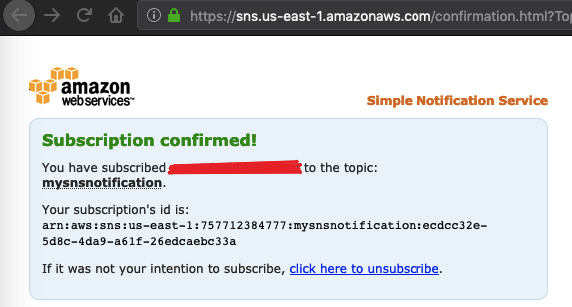 https://sns.us-east-1.amazonaws.com/confirmation.html?Top
amazon
webservices™
Simple Notification Service
Subscription confirmed!
You have subscribed to the topic:
mysnsnotification.
Your subscription's id is:
arn:aws:sns:us-east-1:757712384777:mysnsnotification:ecdcc32e-
5d8c-4da9-a61f-26edcaebc33a
If it was not your intention to subscribe, click here to unsubscribe.